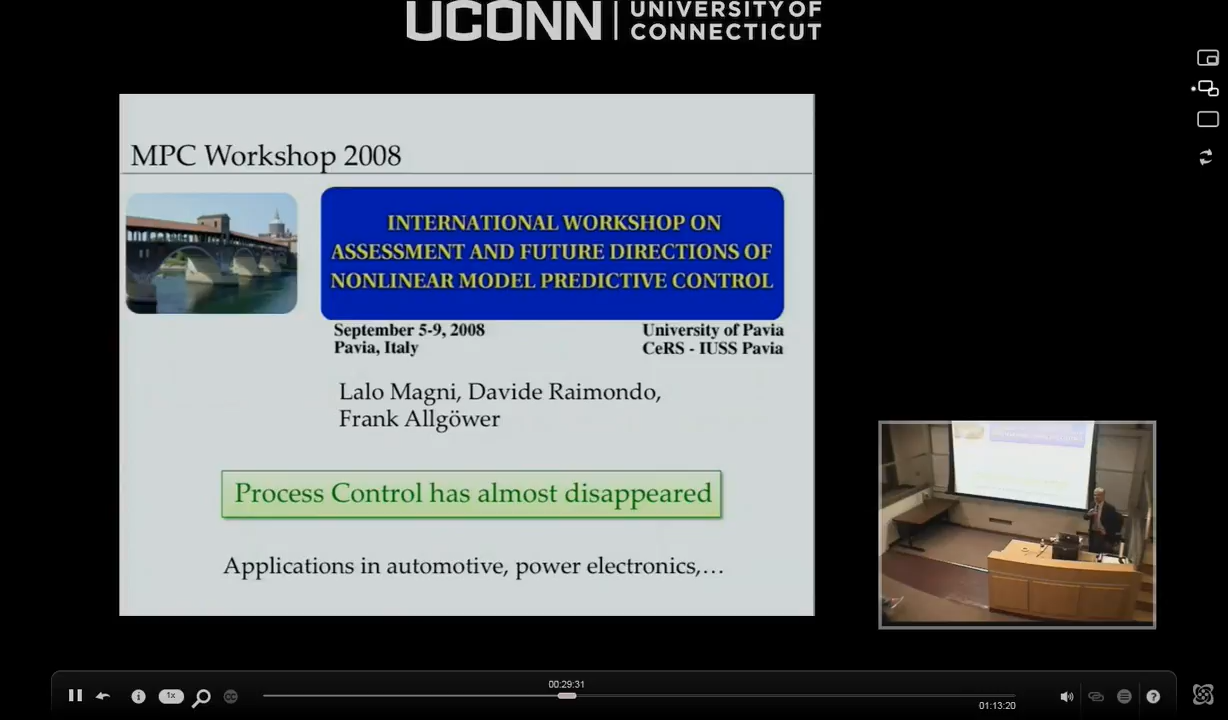 UCONN
UNIVERSITY OF
CONNECTICUT
MPC Workshop 2008
INTERNATIONAL WORKSHOP ON
ASSESSMENT AND FUTURE DIRECTIONS OF
NONLINEAR MODEL PREDICTIVE CONTROL
September 5-9, 2008
Pavia, Italy
University of Pavia
CeRS - IUSS Pavia
Lalo Magni, Davide Raimondo,
Frank Allgöwer
Process Control has almost disappeared
Applications in automotive, power electronics,…
00:29:31
1x
01:13:20